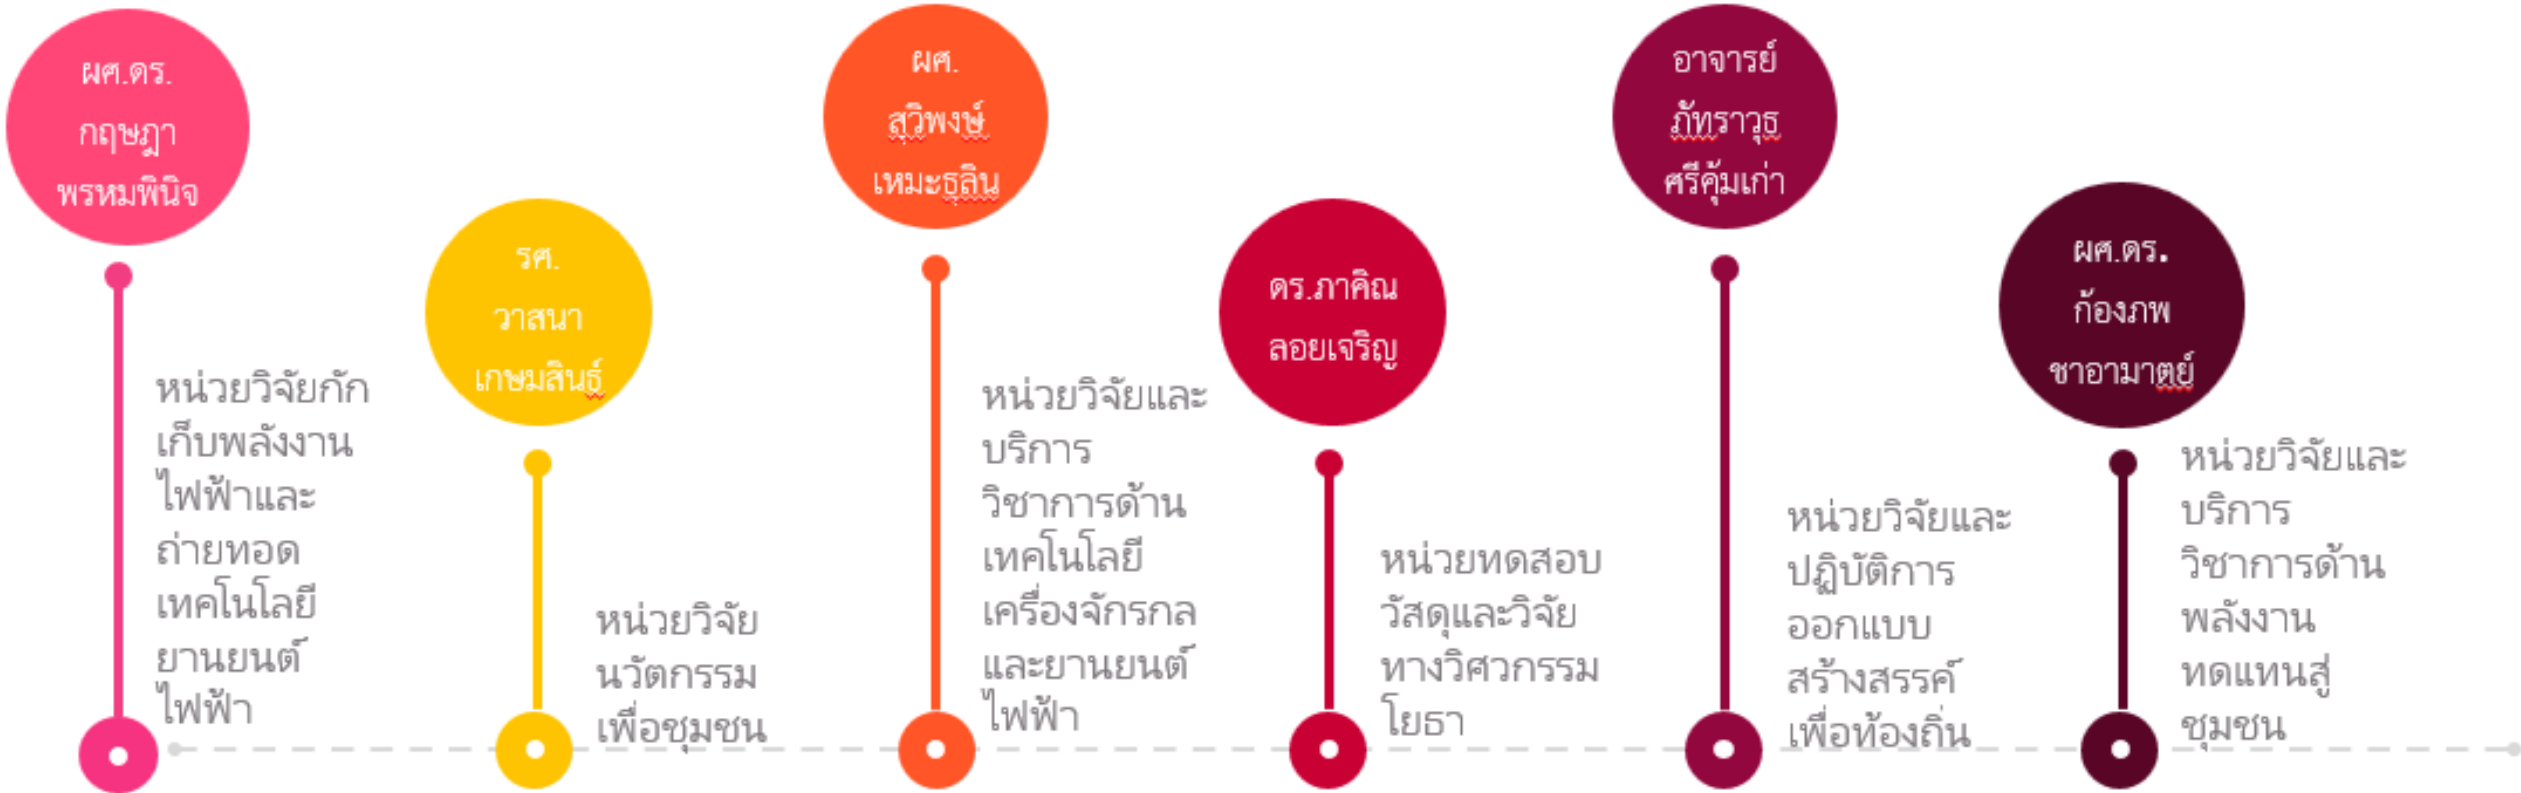 ผศ.ดร.
กฤษฎา
พรหมพินิจ
หน่วยวิจัยกัก
เก็บพลังงาน
ไฟฟ้าและ
ถ่ายทอด
เทคโนโลยี
ยานยนต์
ไฟฟ้า
รศ.
วาสนา
เกษมสินธุ์
หน่วยวิจัย
นวัตกรรม
เพื่อชุมชน
ผศ.
สุวิพงษ์
เหมะธุลิน
หน่วยวิจัยและ
บริการ
วิชาการด้าน
เทคโนโลยี
เครื่องจักรกล
และยานยนต์
ไฟฟ้า
ดร.ภาคิณ
ลอยเจริญ
หน่วยทดสอบ
วัสดุและวิจัย
ทางวิศวกรรม
โยธา
อาจารย์
ภัทราวุธ
ศรีคุ้มเก่า
หน่วยวิจัยและ
ปฏิบัติการ
ออกแบบ
สร้างสรรค์
เพื่อท้องถิ่น
ผศ.ดร.
ก้องภพ
ชาอามาตย์
หน่วยวิจัยและ
บริการ
วิชาการด้าน
พลังงาน
ทดแทนสู่
ชุมชน